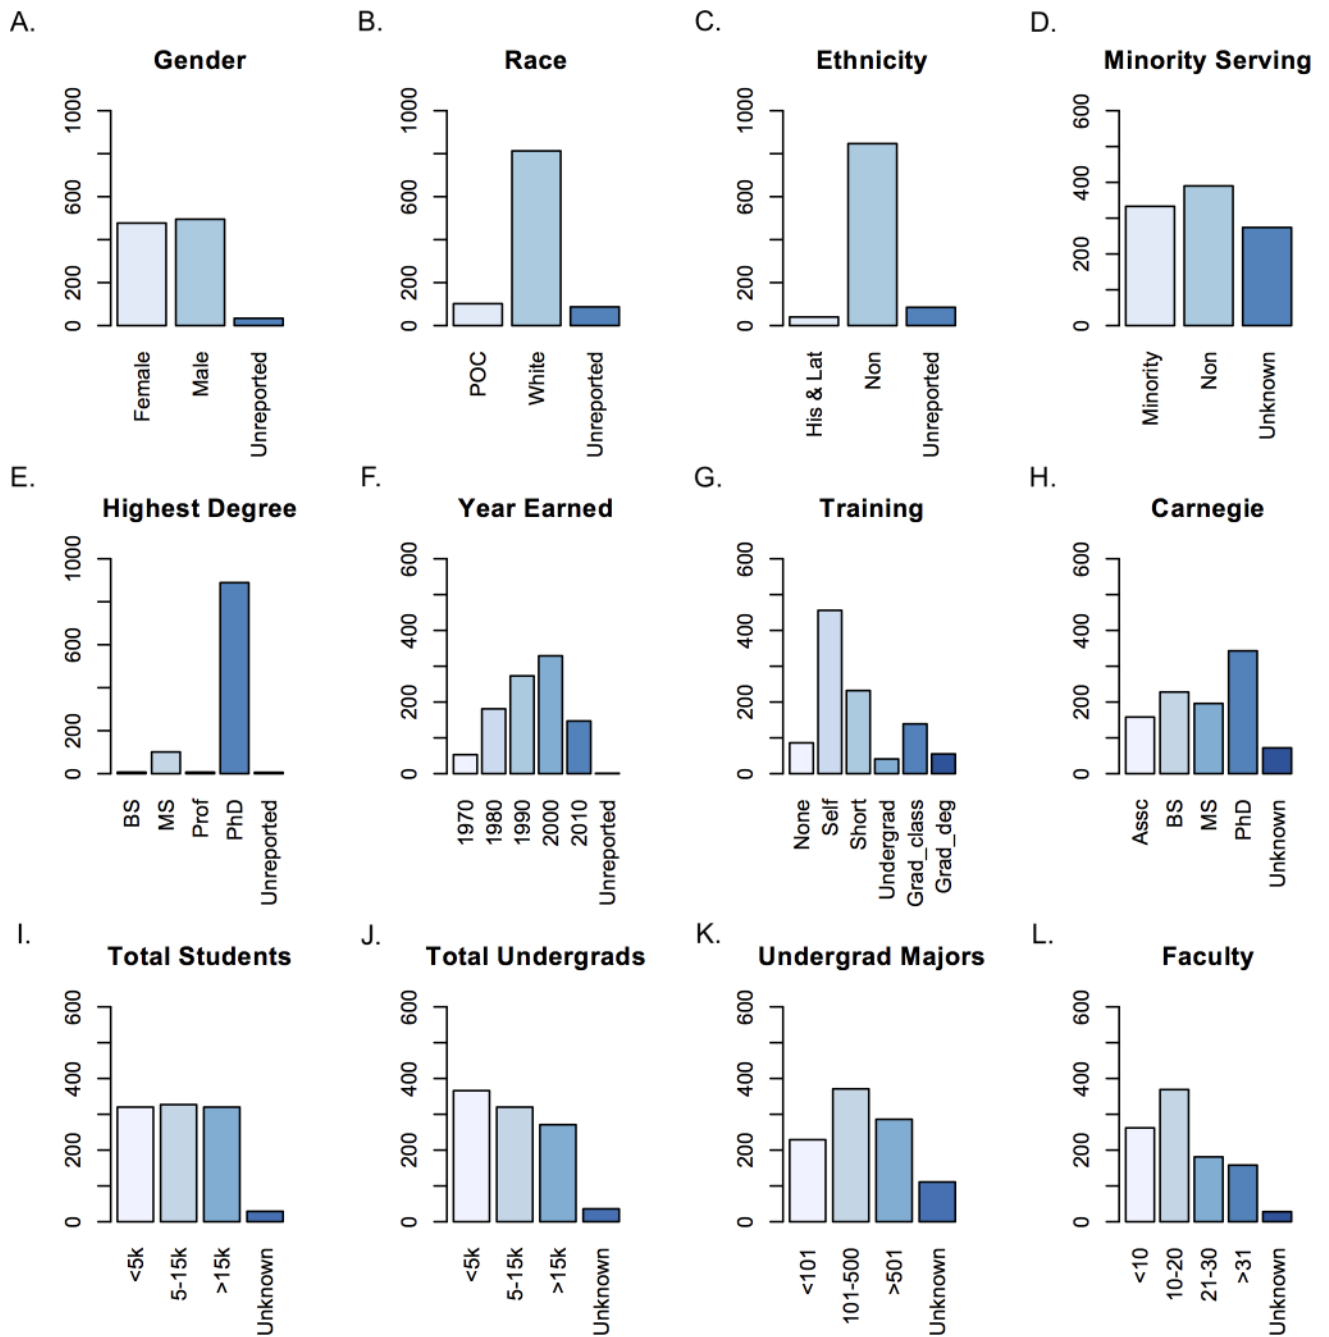 A.
Gender
1000
600
200
0
Female
Male
Unreported
B.
Race
1000
600
200
0
POC
White
Unreported
C.
Ethnicity
1000
600
200
0
His & Lat
Non
Unreported
D.
Minority Serving
600
400
200
0
Minority
Non
Unknown
E.
Highest Degree
1000
600
200
0
BS
MS
Prof
PhD
Unreported
F.
Year Earned
600
400
200
0
1970
1980
1990
2000
2010
Unreported
G.
Training
600
400
200
0
None
Self
Short
Undergrad
Grad_class
Grad_deg
H.
Carnegie
600
400
200
0
Assc
BS
MS
PhD
Unknown
I.
Total Students
600
400
200
0
<5k
5-15k
>15k
Unknown
J.
Total Undergrads
600
400
200
0
<5k
5-15k
>15k
Unknown
K.
Undergrad Majors
600
400
200
0
<101
101-500
>501
Unknown
L.
Faculty
600
400
200
0
<10
10-20
21-30
>31
Unknown